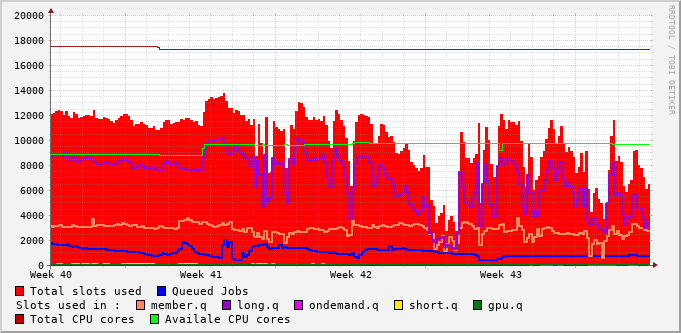 20000
18000
16000
14000
12000
10000
8000
6000
4000
2000
0
Week 40 Week 41 Week 42 Week 43
RRDTOOL / TOBI OETIKER
Total slots used Queued Jobs
Slots used in : member.q long.q ondemand.q short.q gpu.q
Total CPU cores Availale CPU cores